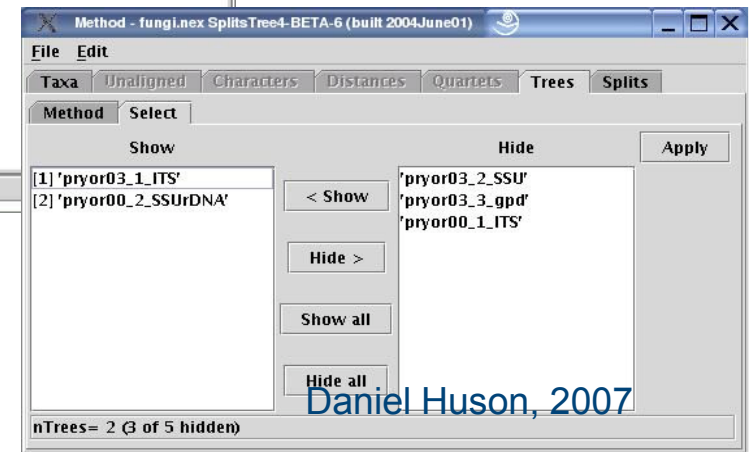 Method - fungi.nex SplitsTree4-BETA-6 (built 2004June01)
File Edit
Taxa Unaligned Characters Distances Quartets Trees Splits
Method Select
Show Hide Apply
[1] 'pryor03_1_ITS'
[2] 'pryor00_2_SSUrDNA'
< Show
Hide >
Show all
Hide all
'pryor03_2_SSU'
'pryor03_3_gpd'
'pryor00_1_ITS'
Daniel Huson, 2007
nTrees= 2 (3 of 5 hidden)